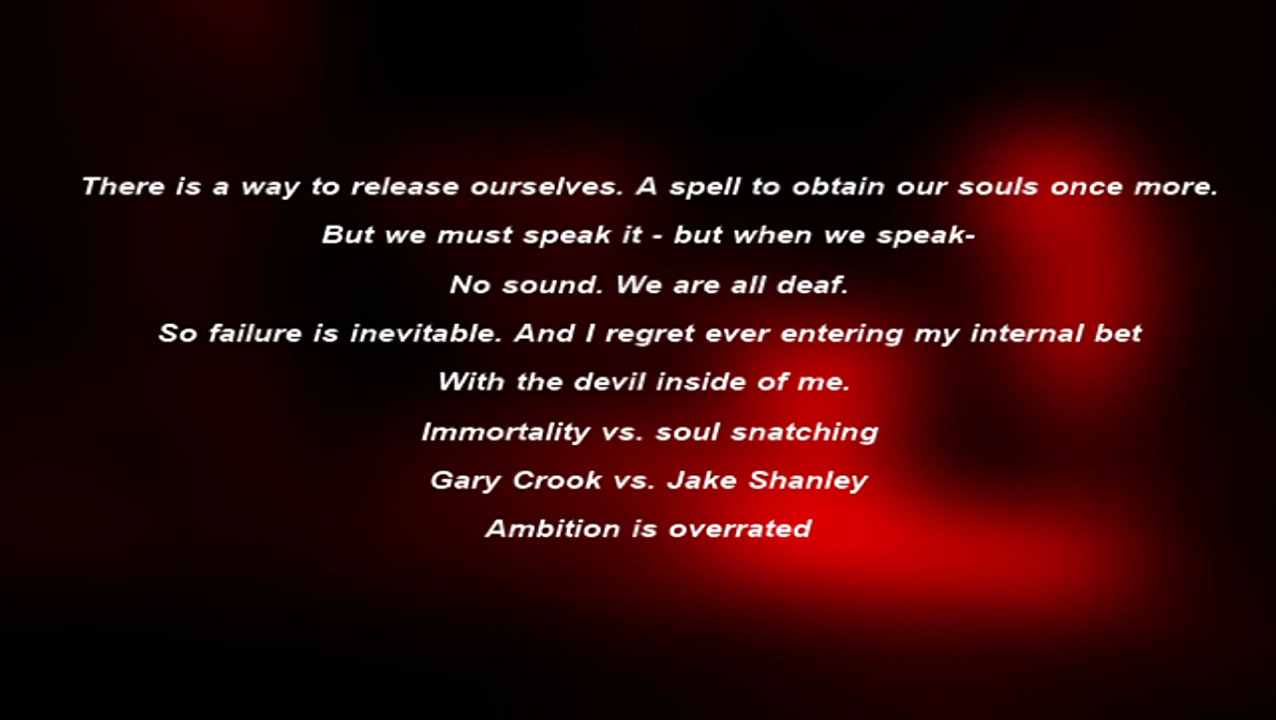 There is a way to release ourselves. A spell to obtain our souls once more.
But we must speak it - but when we speak-
No sound. We are all deaf.
So failure is inevitable. And I regret ever entering my internal bet
With the devil inside of me.
Immortality vs. soul snatching
Gary Crook vs. Jake Shanley
Ambition is overrated